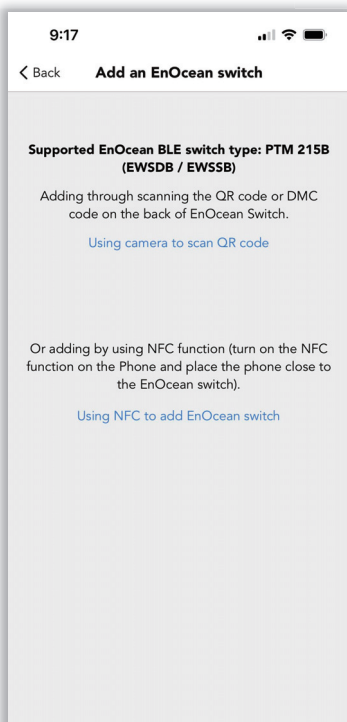 9:17
Back
Add an EnOcean switch
Supported EnOcean BLE switch type: PTM 215B
(EWSDB / EWSSB)
Adding through scanning the QR code or DMC
code on the back of EnOcean Switch.
Using camera to scan QR code
Or adding by using NFC function (turn on the NFC
function on the Phone and place the phone close to
the EnOcean switch).
Using NFC to add EnOcean switch